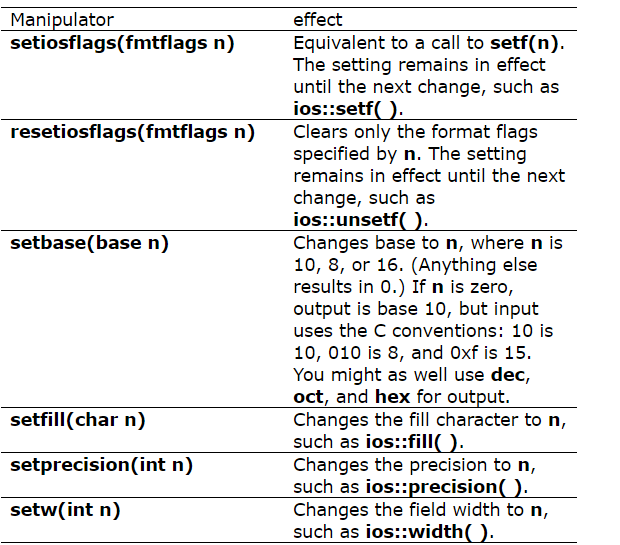 Manipulator effect
setiosflags(fmtflags n) Equivalent to a call to setf(n).
The setting remains in effect
until the next change, such as
ios::setf( ).
resetiosflags(fmtflags n) Clears only the format flags
specified by n. The setting
remains in effect until the next
change, such as
ios::unsetf( ).
setbase(base n) Changes base to n, where n is
10, 8, or 16. (Anything else
results in 0.) If n is zero,
output is base 10, but input
uses the C conventions: 10 is
10, 010 is 8, and 0xf is 15.
You might as well use dec,
oct, and hex for output.
setfill(char n) Changes the fill character to n,
such as ios::fill( ).
setprecision(int n) Changes the precision to n,
such as ios::precision( ).
setw(int n) Changes the field width to n,
such as ios::width( ).